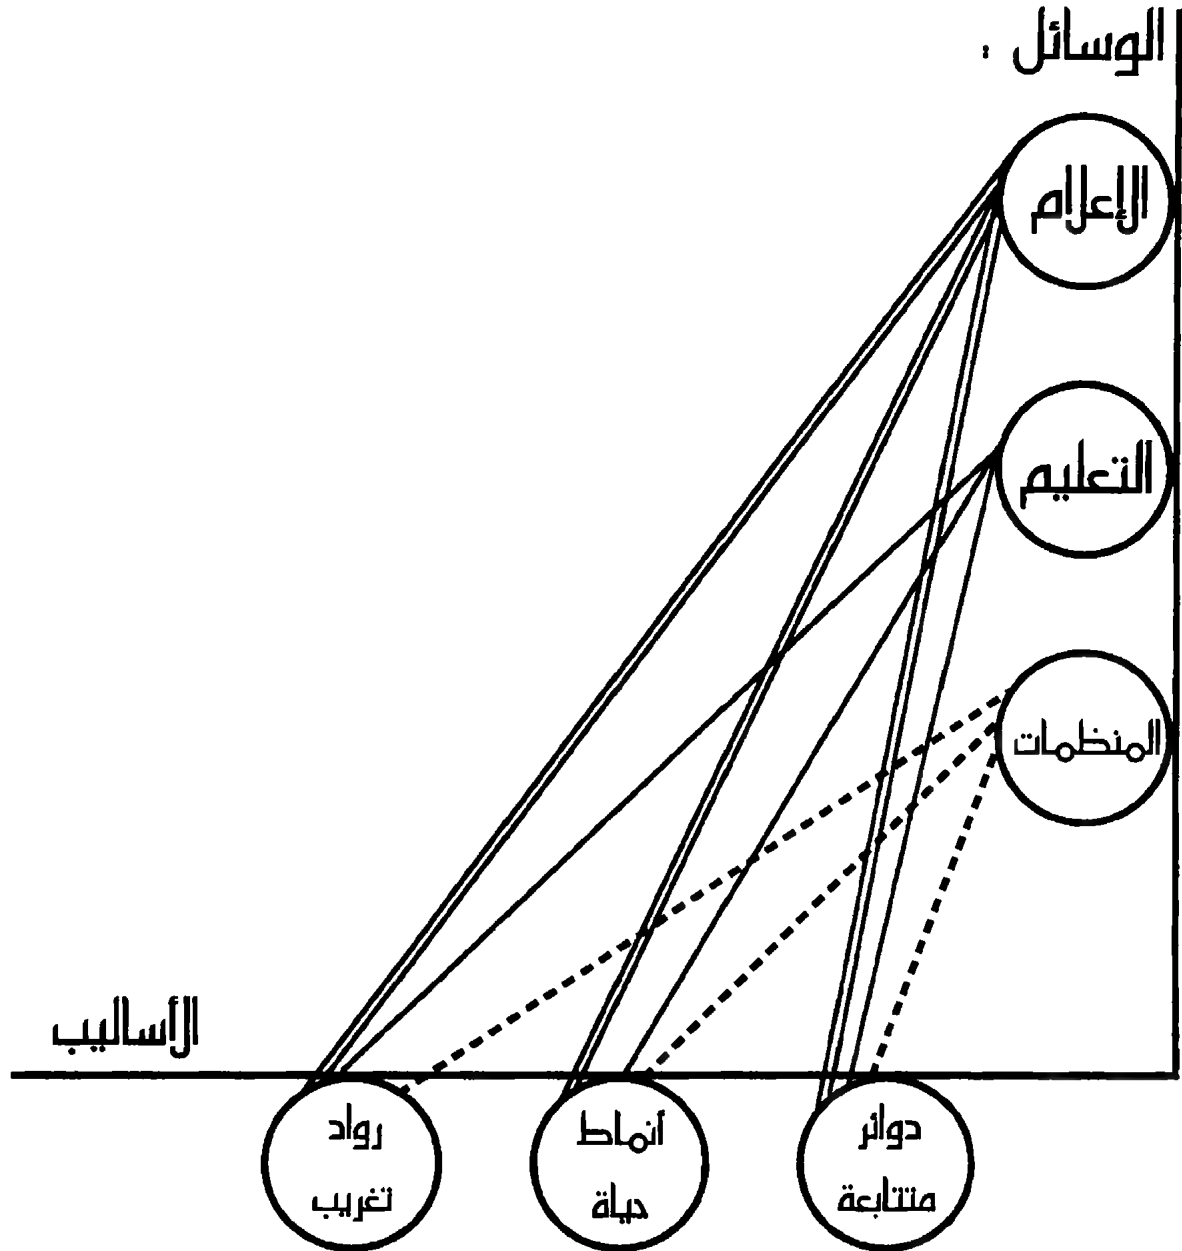 الوسائل :
الإعلام
التعليم
المنظمات
الأساليب
دوائر
متتابعة
أنماط
حياة
رواد
تغريب